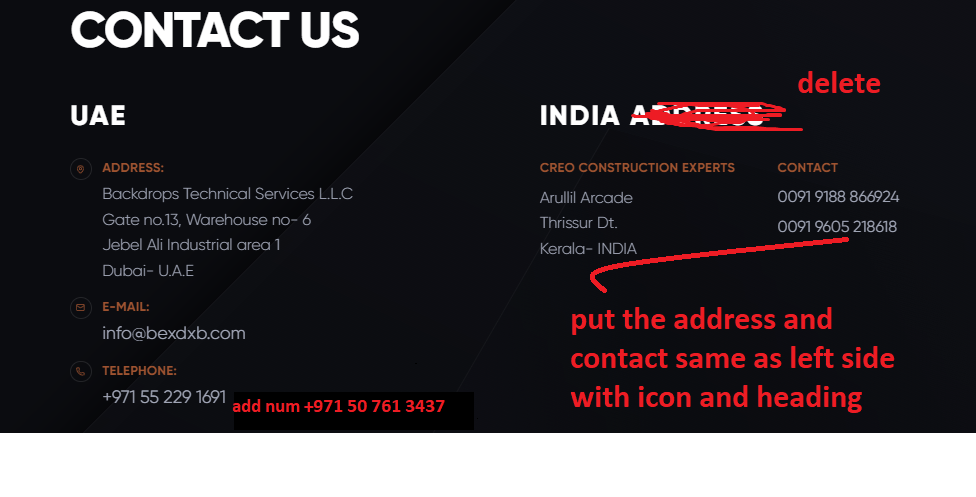 CONTACT US
UAE
ADDRESS:
Backdrops Technical Services L.L.C
Gate no.13, Warehouse no- 6
Jebel Ali Industrial area 1
Dubai- U.A.E
E-MAIL:
info@bexdxb.com
TELEPHONE:
+971 55 229 1691
add num +971 50 761 3437
delete
INDIA ADDRESS
CREO CONSTRUCTION EXPERTS
Arullil Arcade
Thrissur Dt.
Kerala- INDIA
CONTACT
0091 9188 866924
0091 9605 218618
put the address and
contact same as left side
with icon and heading